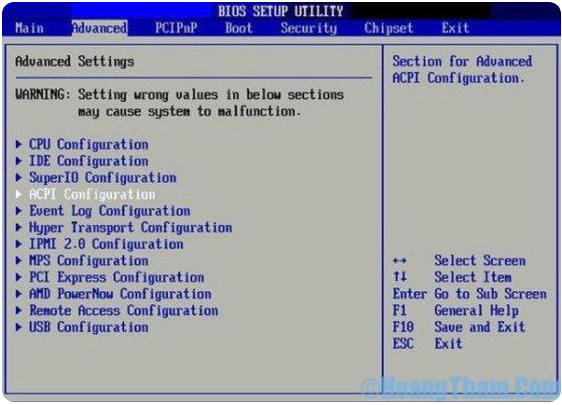 BIOS SETUP UTILITY
Main Advanced PCIPnP Boot Security Chipset Exit
Advanced Settings
WARNING: Setting wrong values in below sections
may cause system to malfunction.
▶ CPU Configuration
▶ IDE Configuration
▶ SuperIO Configuration
▶ ACPI Configuration
▶ Event Log Configuration
▶ Hyper Transport Configuration
▶ IPMI 2.0 Configuration
▶ MPS Configuration
▶ PCI Express Configuration
▶ AMD PowerNow Configuration
▶ Remote Access Configuration
▶ USB Configuration
Section for Advanced
ACPI Configuration.
↔ Select Screen
↑↓ Select Item
Enter Go to Sub Screen
F1 General Help
F10 Save and Exit
ESC Exit
©HoangTham.Com